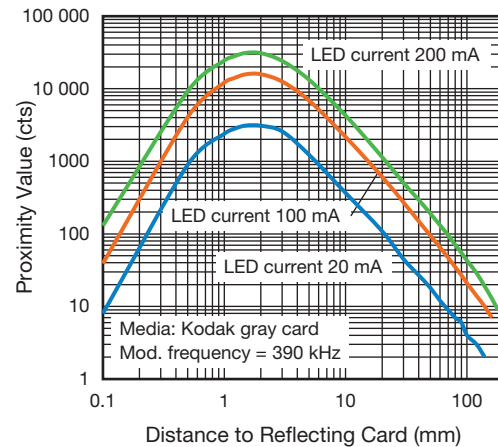 100 000
10 000
1000
100
10
1
Proximity Value (cts)
LED current 200 mA
LED current 100 mA
LED current 20 mA
Media: Kodak gray card
Mod. frequency = 390 kHz
0.1 1 10 100
Distance to Reflecting Card (mm)